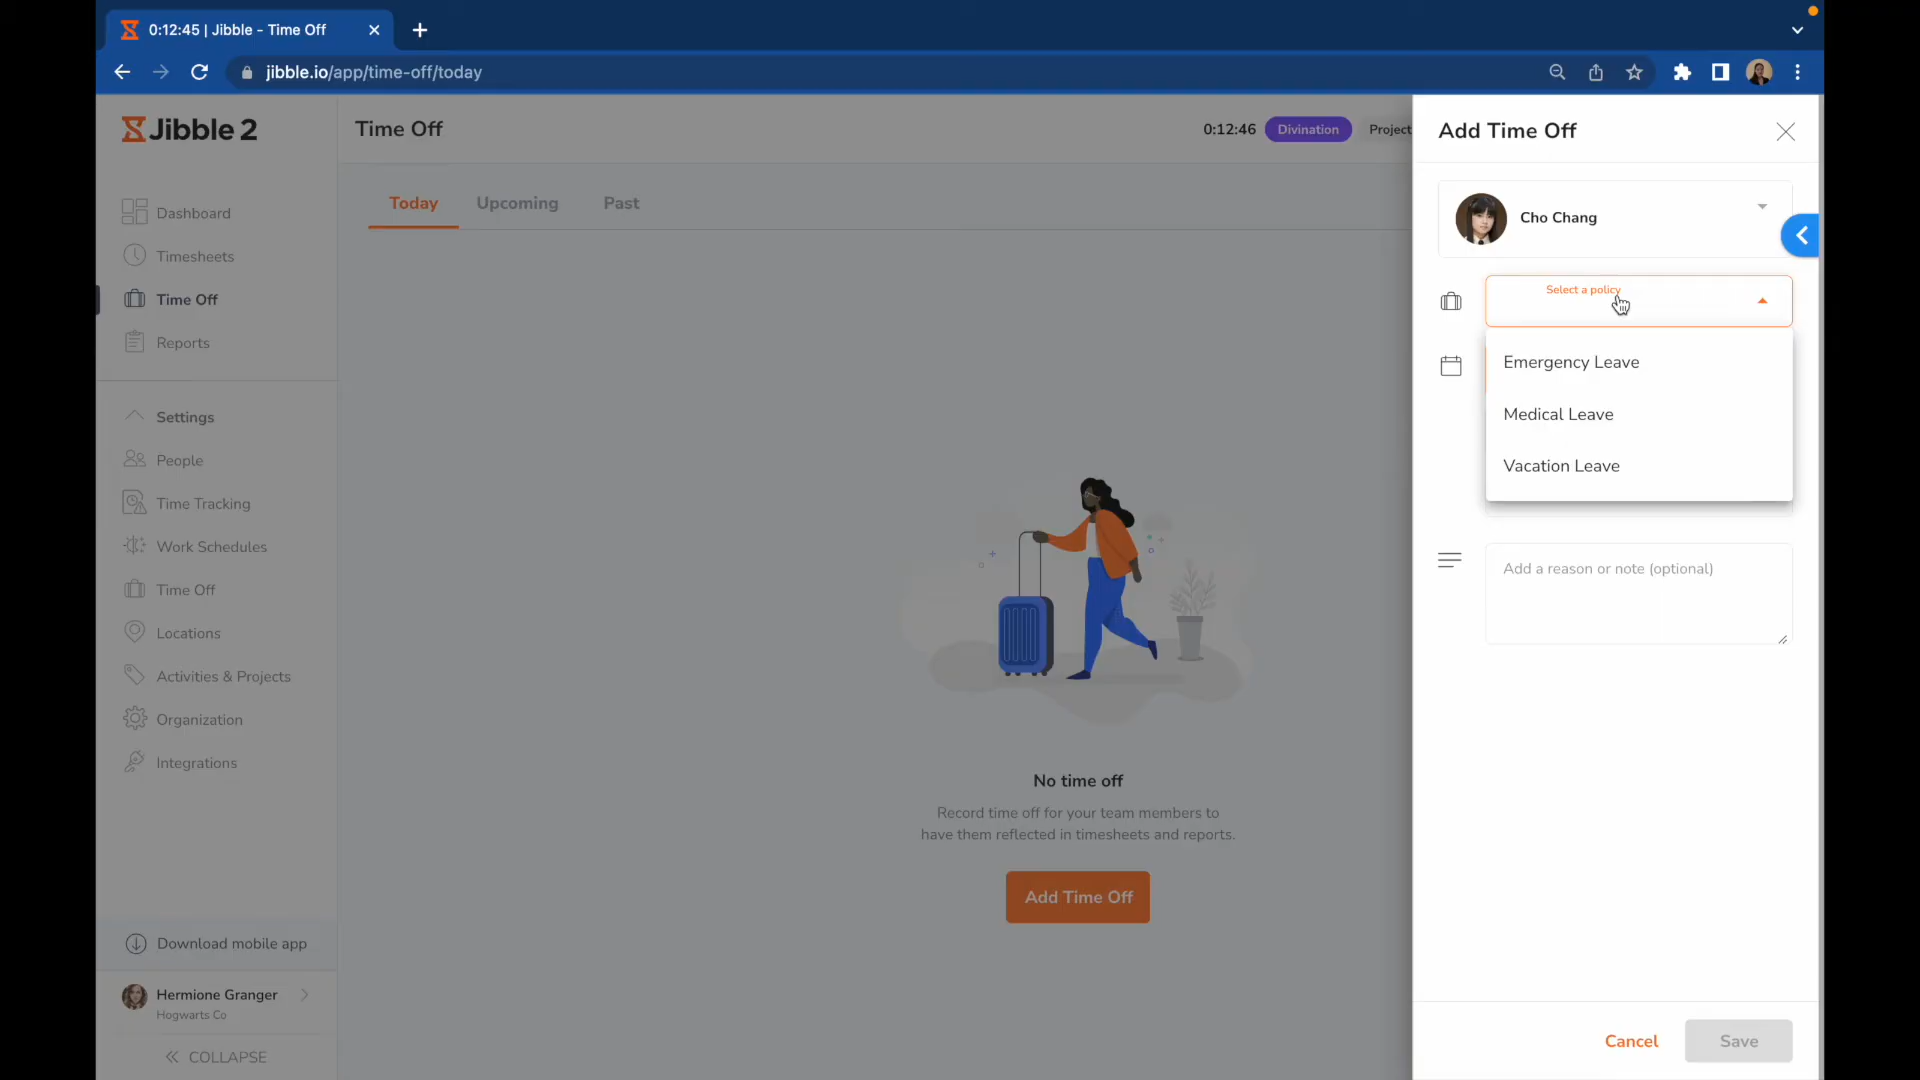 0:12:45 | Jibble - Time Off
jibble.io/app/time-off/today
Jibble 2
Time Off
0:12:46
Divination
Project
Dashboard
Timesheets
Time Off
Reports
Settings
People
Time Tracking
Work Schedules
Time Off
Locations
Activities & Projects
Organization
Integrations
Download mobile app
Hermione Granger
Hogwarts Co
COLLAPSE
Today
Upcoming
Past
No time off
Record time off for your team members to
have them reflected in timesheets and reports.
Add Time Off
Add Time Off
Cho Chang
Select a policy
Emergency Leave
Medical Leave
Vacation Leave
Add a reason or note (optional)
Cancel
Save